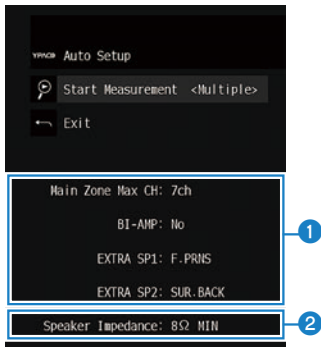 YPAO Auto Setup
Start Measurement <Multiple>
Exit
Main Zone Max CH: 7ch
1
BI-AMP: No
EXTRA SP1: F.PRNS
EXTRA SP2: SUR.BACK
Speaker Impedance: 8Ω MIN
2